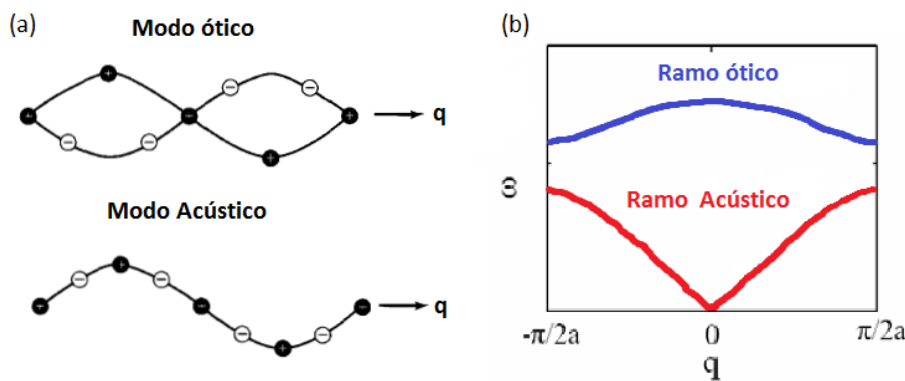 (a)
Modo ótico
q
Modo Acústico
q
(b)
Ramo ótico
Ramo Acústico
ω
-π/2a 0 π/2a
q